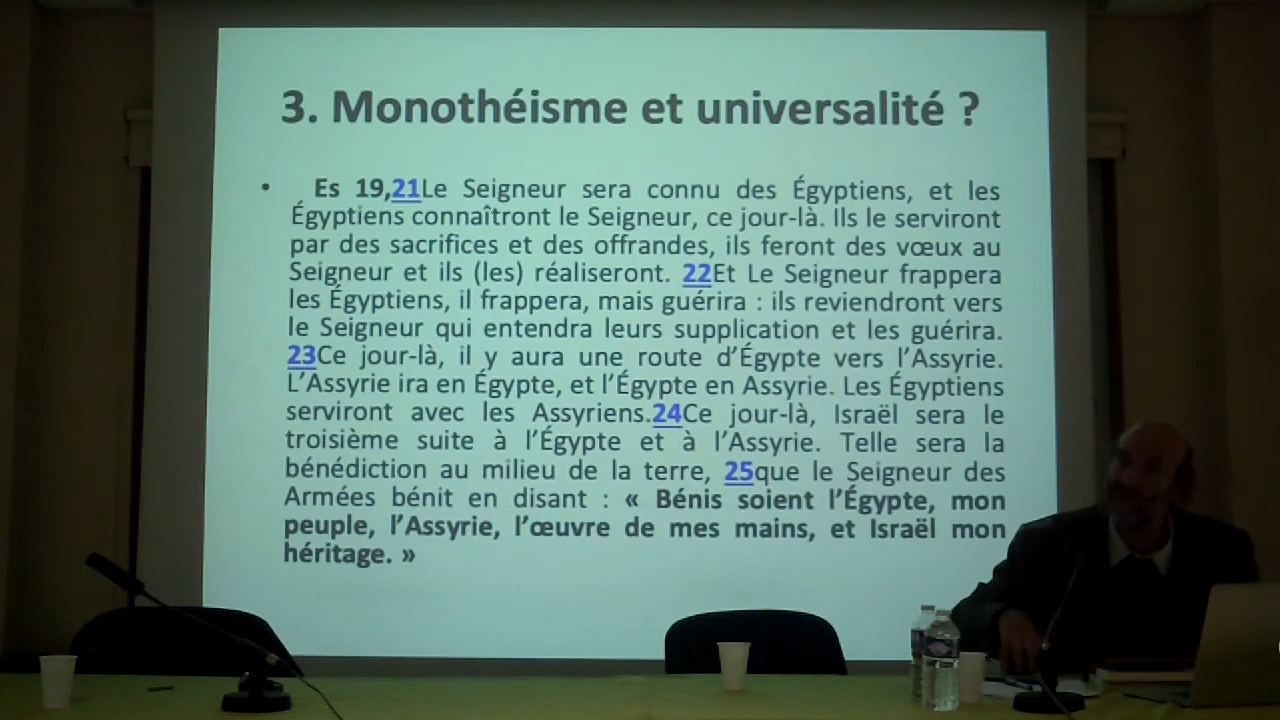 3. Monothéisme et universalité ?
• Es 19,21Le Seigneur sera connu des Égyptiens, et les
Égyptiens connaîtront le Seigneur, ce jour-là. Ils le serviront
par des sacrifices et des offrandes, ils feront des vœux au
Seigneur et ils (les) réaliseront. 22Et Le Seigneur frappera
les Égyptiens, il frappera, mais guérira : ils reviendront vers
le Seigneur qui entendra leurs supplication et les guérira.
23Ce jour-là, il y aura une route d’Égypte vers l’Assyrie.
L’Assyrie ira en Égypte, et l’Égypte en Assyrie. Les Égyptiens
serviront avec les Assyriens.24Ce jour-là, Israël sera le
troisième suite à l’Égypte et à l’Assyrie. Telle sera la
bénédiction au milieu de la terre, 25que le Seigneur des
Armées bénit en disant : « Bénis soient l’Égypte, mon
peuple, l’Assyrie, l’œuvre de mes mains, et Israël mon
héritage. »